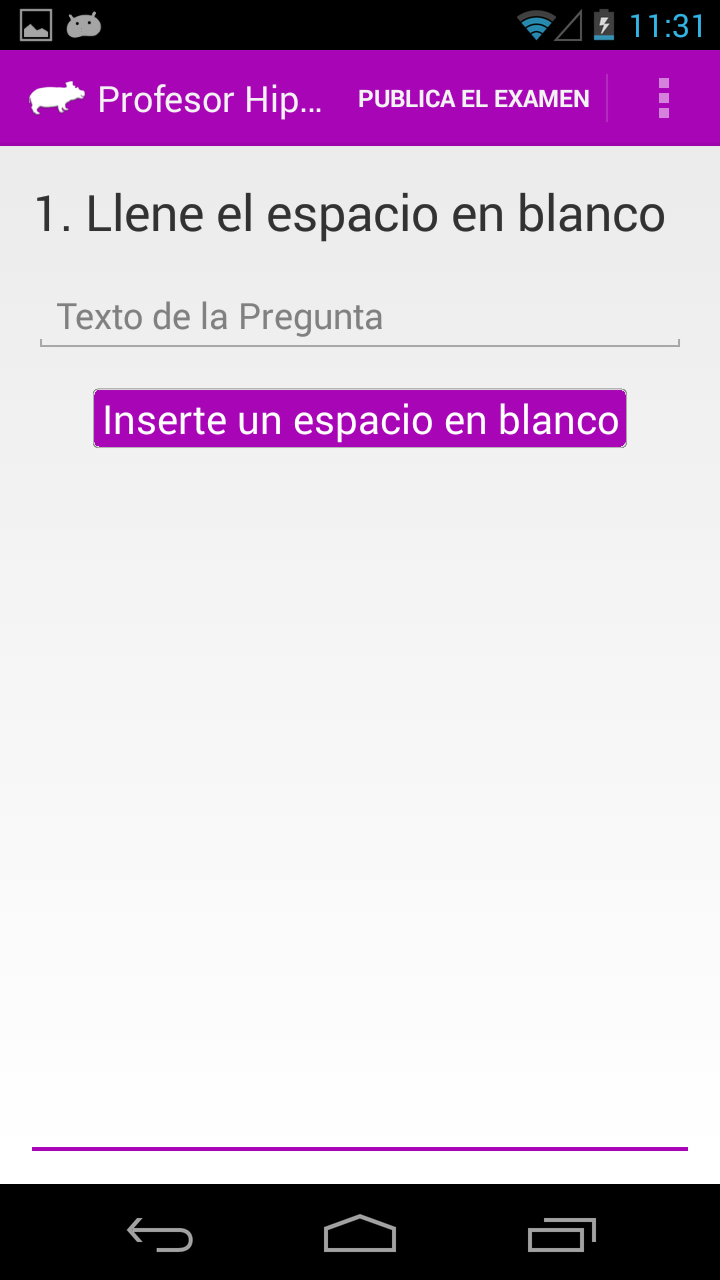 11:31
Profesor Hip... PUBLICA EL EXAMEN
1. Llene el espacio en blanco
Texto de la Pregunta
Inserte un espacio en blanco